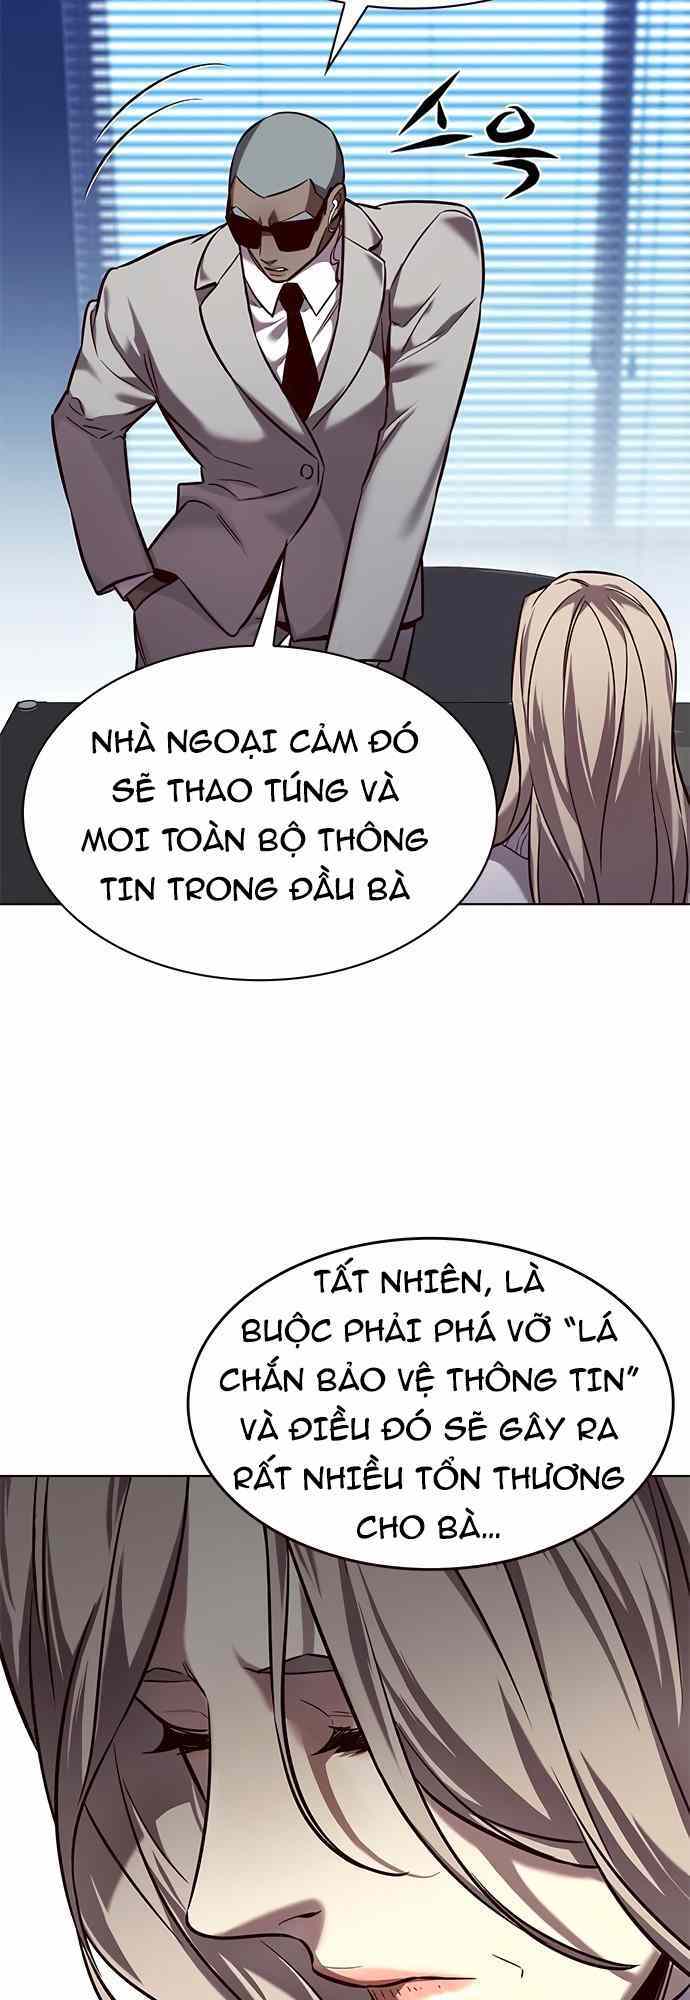 스윽
NHÀ NGOẠI CẢM ĐÓ
SẼ THAO TÚNG VÀ
MOI TOÀN BỘ THÔNG
TIN TRONG ĐẦU BÀ
TẤT NHIÊN, LÀ
BUỘC PHẢI PHÁ VỠ "LÁ
CHẮN BẢO VỆ THÔNG TIN"
VÀ ĐIỀU ĐÓ SẼ GÂY RA
RẤT NHIỀU TỔN THƯƠNG
CHO BÀ...